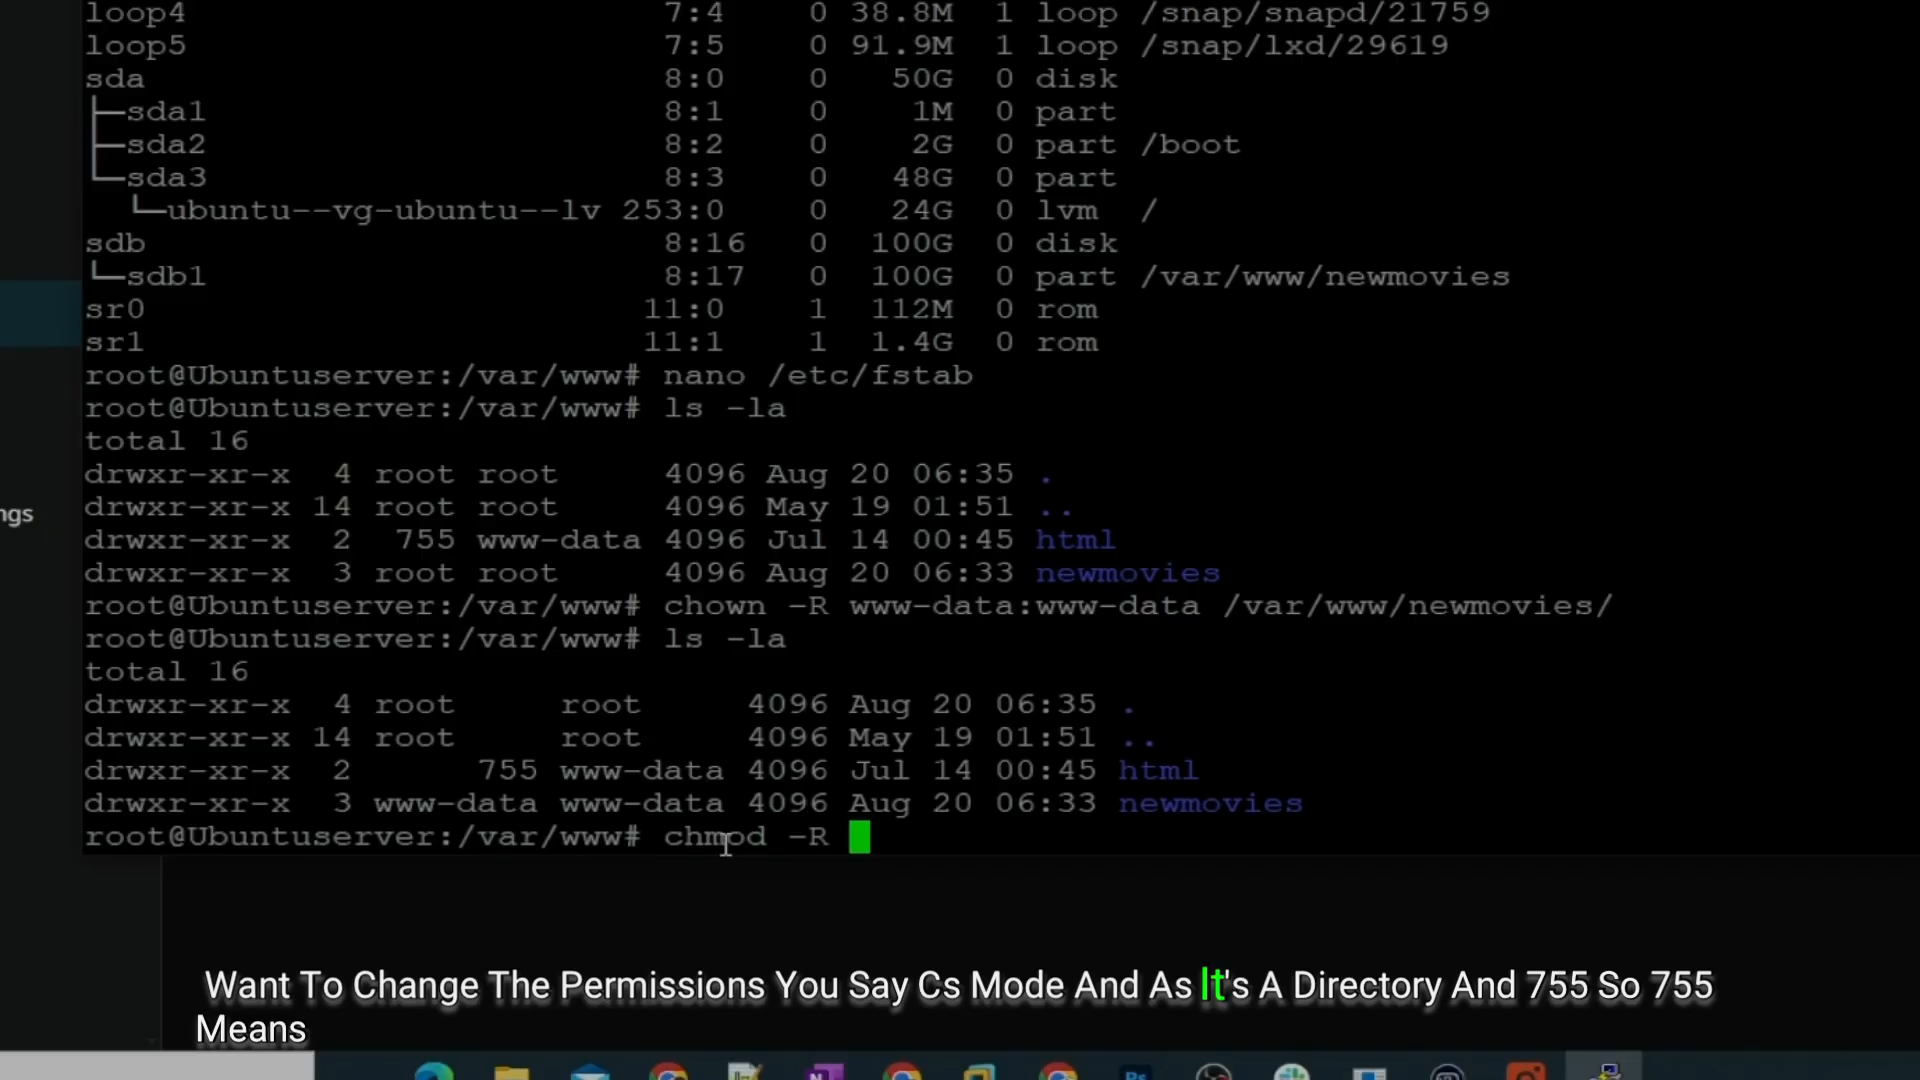 loop4 7:4 0 38.8M 1 loop /snap/snapd/21759
loop5 7:5 0 91.9M 1 loop /snap/lxd/29619
sda 8:0 0 50G 0 disk
├─sda1 8:1 0 1M 0 part
├─sda2 8:2 0 2G 0 part /boot
└─sda3 8:3 0 48G 0 part
└─ubuntu--vg-ubuntu--lv 253:0 0 24G 0 lvm /
sdb 8:16 0 100G 0 disk
└─sdb1 8:17 0 100G 0 part /var/www/newmovies
sr0 11:0 1 112M 0 rom
sr1 11:1 1 1.4G 0 rom
root@Ubuntuserver:/var/www# nano /etc/fstab
root@Ubuntuserver:/var/www# ls -la
total 16
drwxr-xr-x 4 root root 4096 Aug 20 06:35 .
drwxr-xr-x 14 root root 4096 May 19 01:51 ..
drwxr-xr-x 2 755 www-data 4096 Jul 14 00:45 html
drwxr-xr-x 3 root root 4096 Aug 20 06:33 newmovies
root@Ubuntuserver:/var/www# chown -R www-data:www-data /var/www/newmovies/
root@Ubuntuserver:/var/www# ls -la
total 16
drwxr-xr-x 4 root root 4096 Aug 20 06:35 .
drwxr-xr-x 14 root root 4096 May 19 01:51 ..
drwxr-xr-x 2 755 www-data 4096 Jul 14 00:45 html
drwxr-xr-x 3 www-data www-data 4096 Aug 20 06:33 newmovies
root@Ubuntuserver:/var/www# chmod -R
ngs
Want To Change The Permissions You Say Cs Mode And As It's A Directory And 755 So 755
Means
Ps